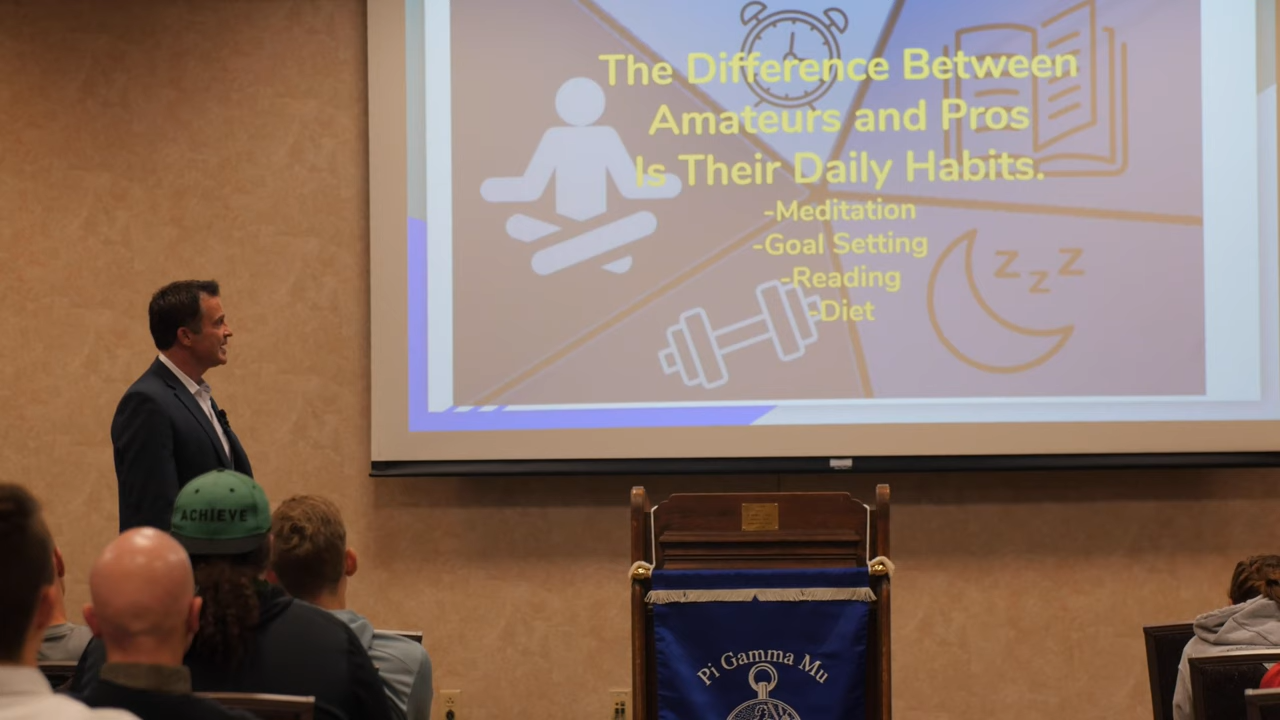 The Difference Between
Amateurs and Pros
Is Their Daily Habits.
-Meditation
-Goal Setting
-Reading
-Diet
z z z
ACHIEVE
Pi Gamma Mu